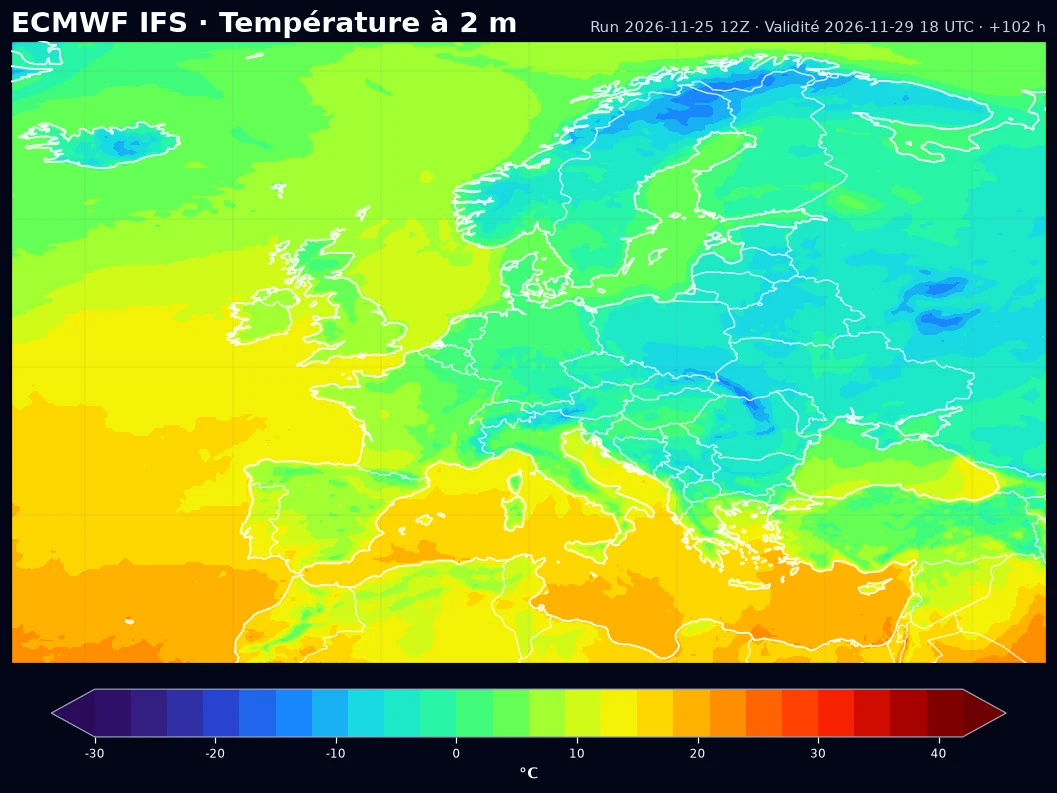 ECMWF IFS · Température à 2 m
Run 2026-11-25 12Z · Validité 2026-11-29 18 UTC · +102 h
-30 -20 -10 0 10 20 30 40
°C